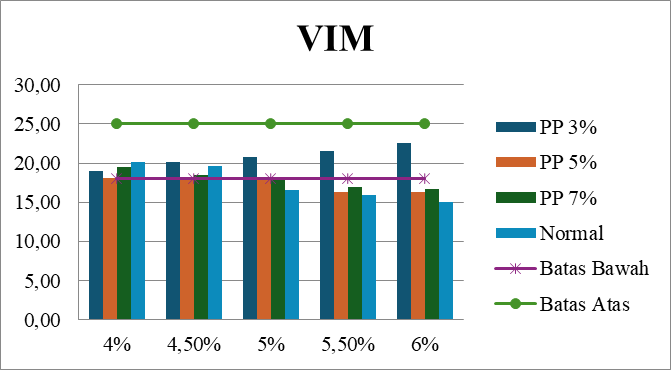 VIM
30,00
25,00
20,00
15,00
10,00
5,00
0,00
4%
4,50%
5%
5,50%
6%
PP 3%
PP 5%
PP 7%
Normal
Batas Bawah
Batas Atas